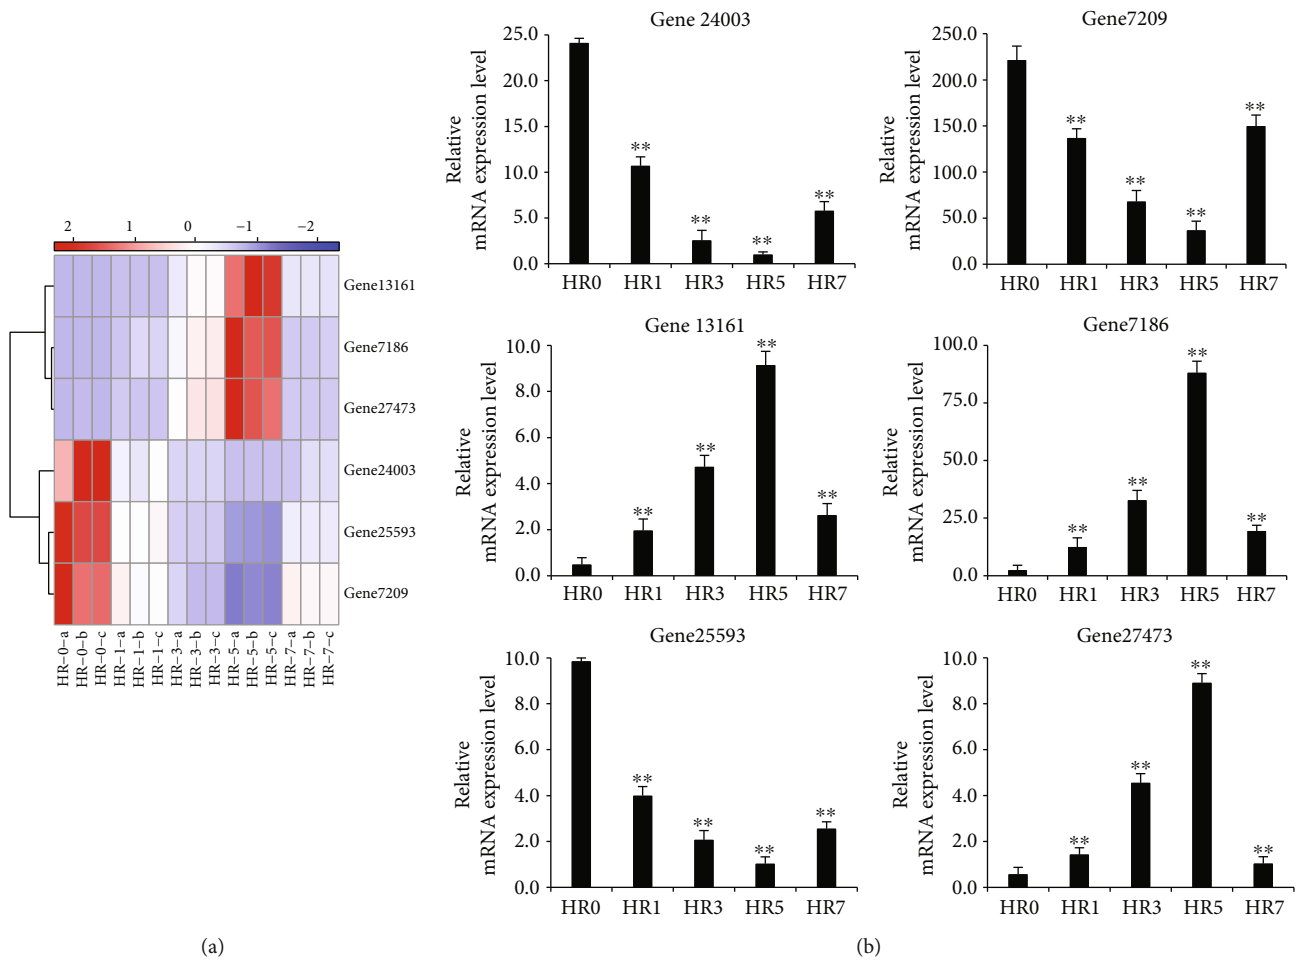 2 1 0 −1 −2
Gene13161
Gene7186
Gene27473
Gene24003
Gene25593
Gene7209
HR−0−a HR−0−b HR−0−c HR−1−a HR−1−b HR−1−c HR−3−a HR−3−b HR−3−c HR−5−a HR−5−b HR−5−c HR−7−a HR−7−b HR−7−c
(a)
Gene 24003
Relative
mRNA expression level
25.0
20.0
15.0
10.0
5.0
0.0
**
**
**
**
HR0 HR1 HR3 HR5 HR7
Gene7209
Relative
mRNA expression level
250.0
200.0
150.0
100.0
50.0
0.0
**
**
**
**
HR0 HR1 HR3 HR5 HR7
Gene 13161
Relative
mRNA expression level
10.0
8.0
6.0
4.0
2.0
0.0
**
**
**
**
HR0 HR1 HR3 HR5 HR7
Gene7186
Relative
mRNA expression level
100.0
75.0
50.0
25.0
0.0
**
**
**
**
HR0 HR1 HR3 HR5 HR7
Gene25593
Relative
mRNA expression level
10.0
8.0
6.0
4.0
2.0
0.0
**
**
**
**
HR0 HR1 HR3 HR5 HR7
Gene27473
Relative
mRNA expression level
10.0
8.0
6.0
4.0
2.0
0.0
**
**
**
**
HR0 HR1 HR3 HR5 HR7
(b)